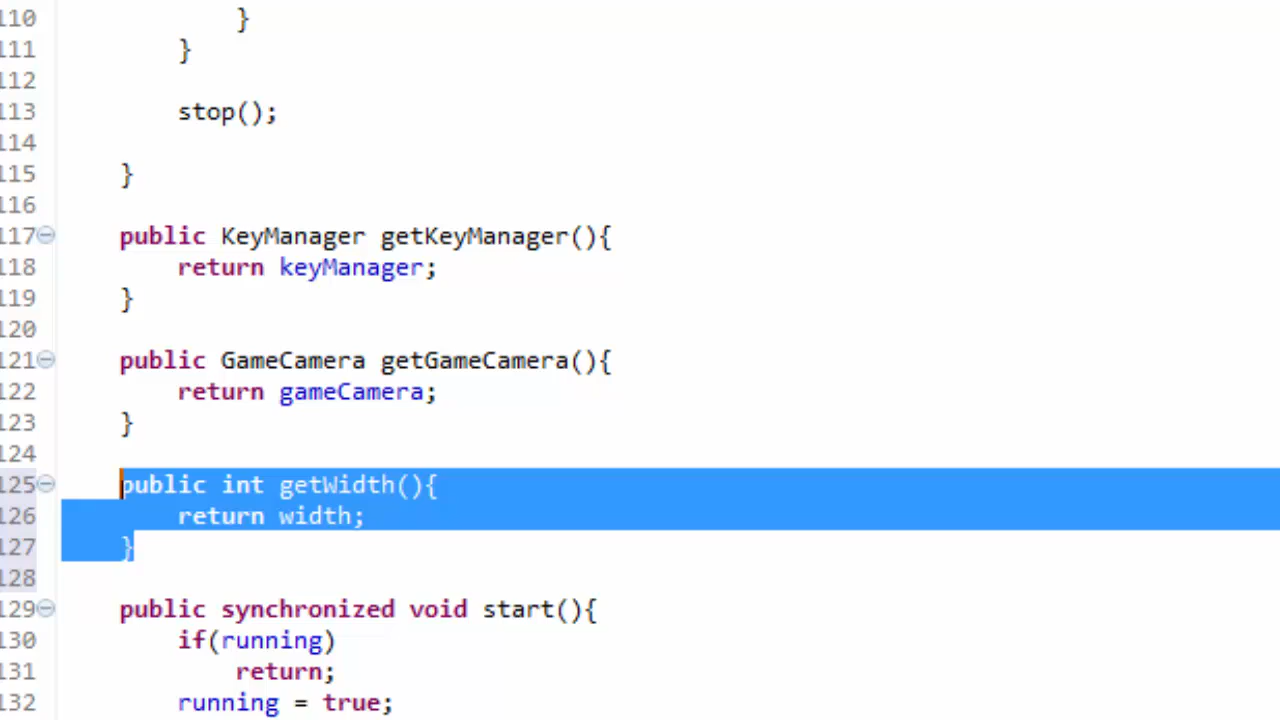 110 }
111 }
112
113 stop();
114
115 }
116
117 public KeyManager getKeyManager(){
118 return keyManager;
119 }
120
121 public GameCamera getGameCamera(){
122 return gameCamera;
123 }
124
125 public int getWidth(){
126 return width;
127 }
128
129 public synchronized void start(){
130 if(running)
131 return;
132 running = true;